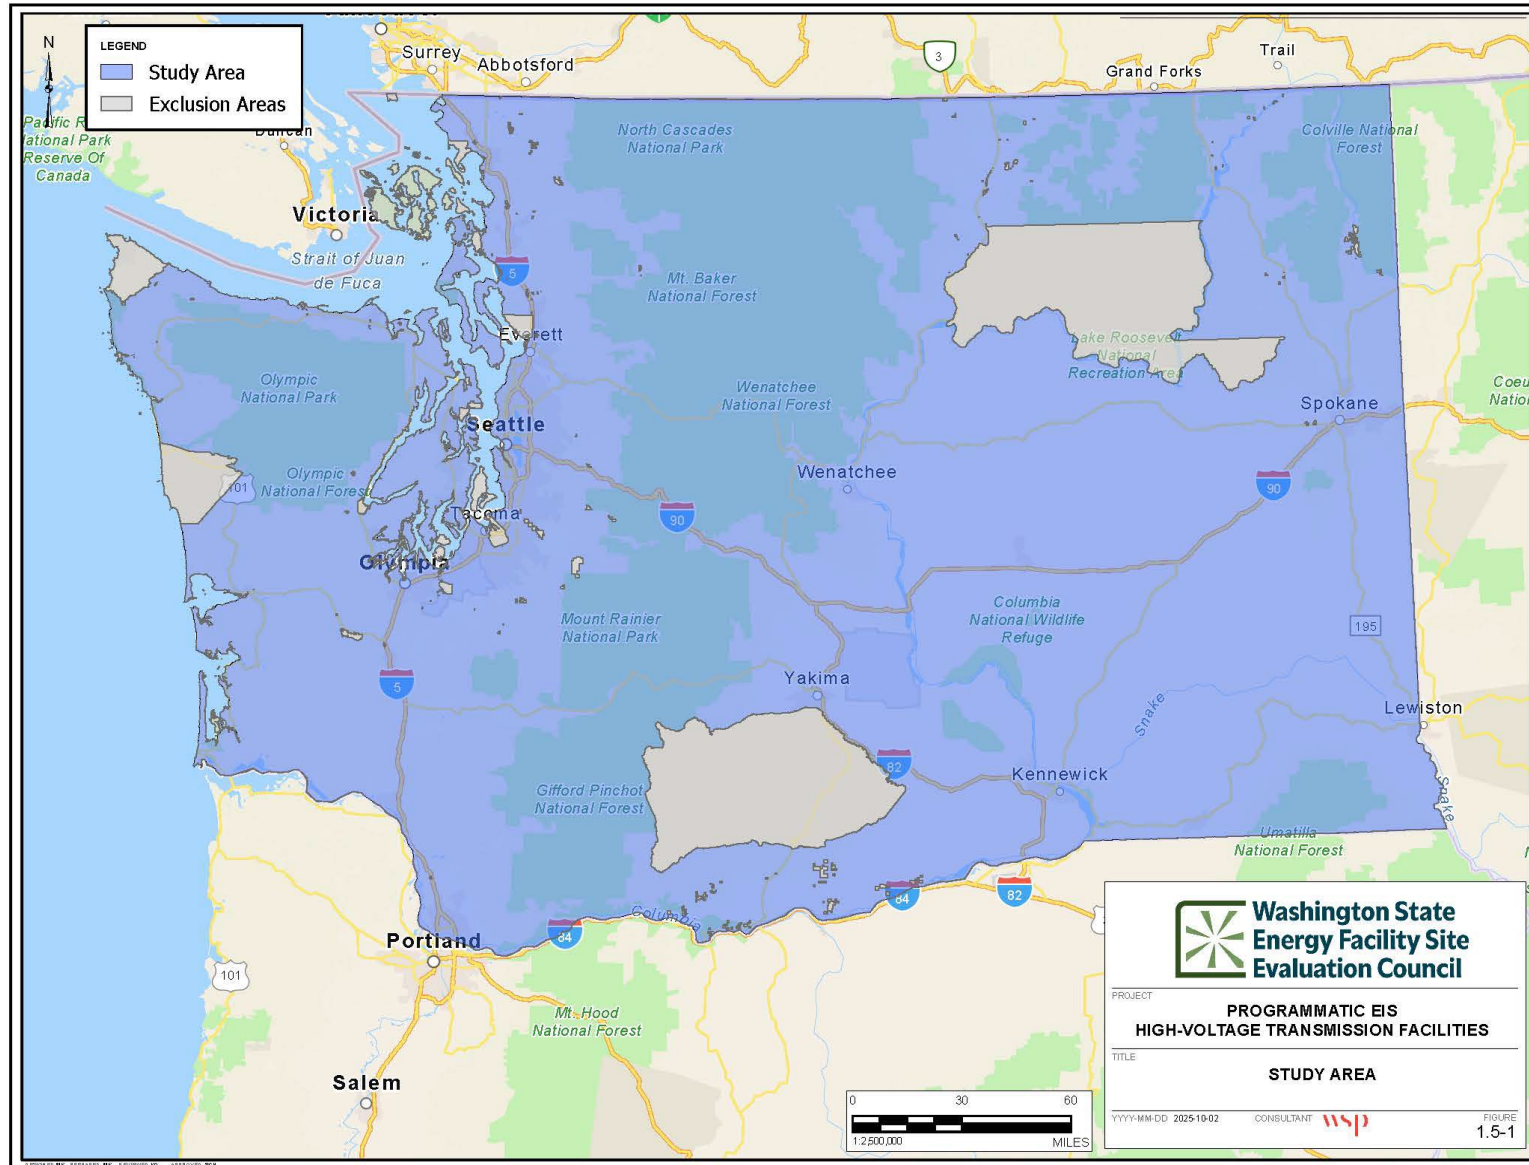 N
LEGEND
Study Area
Exclusion Areas
Surrey
Abbotsford
3
Grand Forks
Trail
Duncan
National Park
Reserve Of
Canada
Victoria
Strait of Juan
de Fuca
North Cascades
National Park
Colville National
Forest
5
Mt. Baker
National Forest
Everett
Lake Roosevelt
National
Recreation Area
Olympic
National Park
Wenatchee
National Forest
Spokane
Seattle
Olympic
National Forest
101
Wenatchee
90
90
Tacoma
Olympia
Columbia
National Wildlife
Refuge
Mount Rainier
National Park
195
5
Yakima
Snake
Lewiston
82
Kennewick
Gifford Pinchot
National Forest
Snake
Umatilla
National Forest
84
82
Columbia
84
Portland
101
Mt. Hood
National Forest
Salem
0 30 60
1:2,500,000 MILES
Washington State
Energy Facility Site
Evaluation Council
PROJECT
PROGRAMMATIC EIS
HIGH-VOLTAGE TRANSMISSION FACILITIES
TITLE
STUDY AREA
YYYY-MM-DD 2025-10-02 CONSULTANT wsp FIGURE
1.5-1